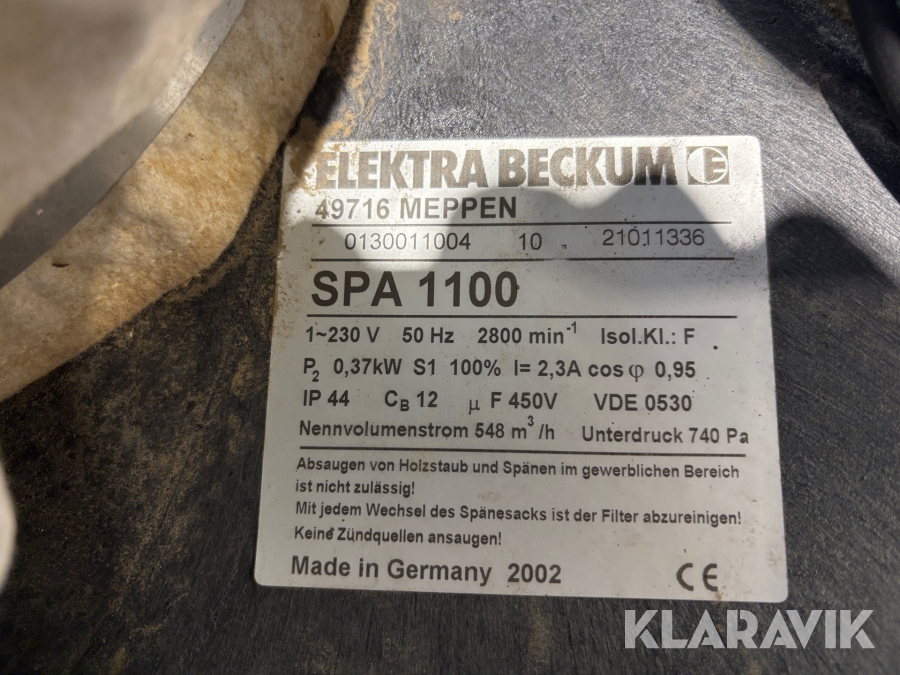 ELEKTRA BECKUM
49716 MEPPEN
0130011004 10 21011336
SPA 1100
1~230 V 50 Hz 2800 min⁻¹ Isol.Kl.: F
P₂ 0,37kW S1 100% I= 2,3A cos φ 0,95
IP 44 C_B 12 µ F 450V VDE 0530
Nennvolumenstrom 548 m³/h Unterdruck 740 Pa
Absaugen von Holzstaub und Spänen im gewerblichen Bereich
ist nicht zulässig!
Mit jedem Wechsel des Spänesacks ist der Filter abzureinigen!
Keine Zündquellen ansaugen!
Made in Germany 2002 CE
KLARAVIK